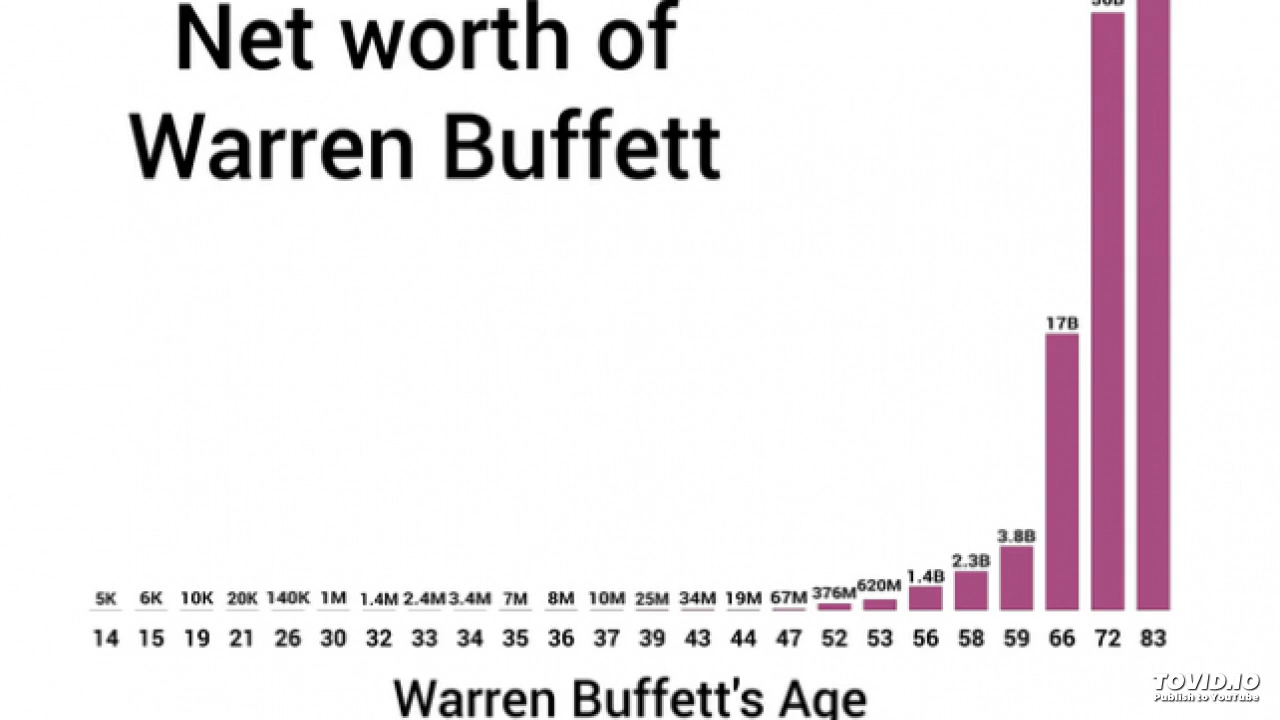 Net worth of
Warren Buffett
17B
3.8B
2.3B
1.4B
620M
376M
5K 6K 10K 20K 140K 1M 1.4M 2.4M 3.4M 7M 8M 10M 25M 34M 19M 67M
14 15 19 21 26 30 32 33 34 35 36 37 39 43 44 47 52 53 56 58 59 66 72 83
Warren Buffett's Age
TOVID.IO
Publish to YouTube